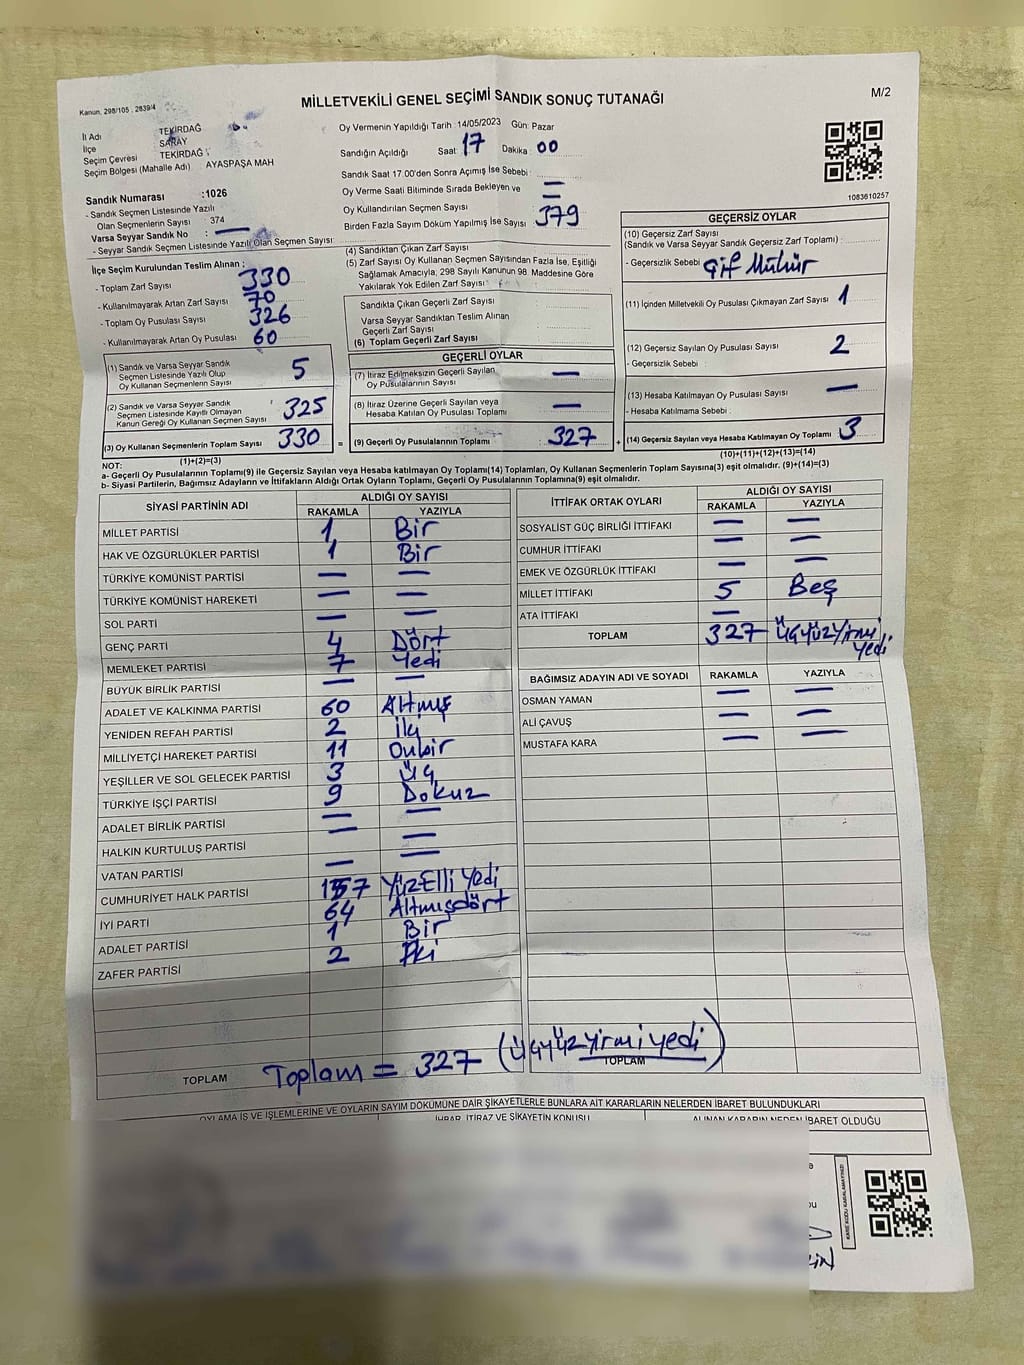 Kanun, 298/105 , 2839/4
MİLLETVEKİLİ GENEL SEÇİMİ SANDIK SONUÇ TUTANAĞI
M/2
İl Adı TEKİRDAĞ
İlçe SARAY
Seçim Çevresi TEKİRDAĞ
Seçim Bölgesi (Mahalle Adı) AYASPAŞA MAH
Oy Vermenin Yapıldığı Tarih 14/05/2023 Gün: Pazar
Sandığın Açıldığı Saat: 17 Dakika : 00
Sandık Saat 17.00'den Sonra Açımış İse Sebebi :
Oy Verme Saati Bitiminde Sırada Bekleyen ve —
Oy Kullandırılan Seçmen Sayısı —
Birden Fazla Sayım Döküm Yapılmış İse Sayısı 379
1083610257
Sandık Numarası :1026
- Sandık Seçmen Listesinde Yazılı
Olan Seçmenlerin Sayısı 374
Varsa Seyyar Sandık No : —
- Seyyar Sandık Seçmen Listesinde Yazılı Olan Seçmen Sayısı:
İlçe Seçim Kurulundan Teslim Alınan :
- Toplam Zarf Sayısı 330
- Kullanılmayarak Artan Zarf Sayısı 70
- Toplam Oy Pusulası Sayısı 326
- Kullanılmayarak Artan Oy Pusulası 60
(1) Sandık ve Varsa Seyyar Sandık
Seçmen Listesinde Yazılı Olup
Oy Kullanan Seçmenlerin Sayısı 5
(2) Sandık ve Varsa Seyyar Sandık
Seçmen Listesinde Kayıtlı Olmayan
Kanun Gereği Oy Kullanan Seçmen Sayısı 325
(3) Oy Kullanan Seçmenlerin Toplam Sayısı 330
(1)+(2)=(3)
(4) Sandıktan Çıkan Zarf Sayısı
(5) Zarf Sayısı Oy Kullanan Seçmen Sayısından Fazla İse, Eşitliği
Sağlamak Amacıyla, 298 Sayılı Kanunun 98. Maddesine Göre
Yakılarak Yok Edilen Zarf Sayısı :
Sandıkta Çıkan Geçerli Zarf Sayısı
Varsa Seyyar Sandıktan Teslim Alınan
Geçerli Zarf Sayısı
(6) Toplam Geçerli Zarf Sayısı
GEÇERLİ OYLAR
(7) İtiraz Edilmeksizin Geçerli Sayılan
Oy Pusulalarının Sayısı —
(8) İtiraz Üzerine Geçerli Sayılan veya
Hesaba Katılan Oy Pusulası Toplamı —
= (9) Geçerli Oy Pusulalarının Toplamı 327
GEÇERSİZ OYLAR
(10) Geçersiz Zarf Sayısı
(Sandık ve Varsa Seyyar Sandık Geçersiz Zarf Toplamı) :
- Geçersizlik Sebebi Çif Mühür
(11) İçinden Milletvekili Oy Pusulası Çıkmayan Zarf Sayısı 1
(12) Geçersiz Sayılan Oy Pusulası Sayısı 2
- Geçersizlik Sebebi :
(13) Hesaba Katılmayan Oy Pusulası Sayısı —
- Hesaba Katılmama Sebebi :
+ (14) Geçersiz Sayılan veya Hesaba Katılmayan Oy Toplamı 3
(10)+(11)+(12)+(13)=(14)
NOT:
a- Geçerli Oy Pusulalarının Toplamı(9) ile Geçersiz Sayılan veya Hesaba katılmayan Oy Toplamı(14) Toplamları, Oy Kullanan Seçmenlerin Toplam Sayısına(3) eşit olmalıdır. (9)+(14)=(3)
b- Siyasi Partilerin, Bağımsız Adayların ve İttifakların Aldığı Ortak Oyların Toplamı, Geçerli Oy Pusulalarının Toplamına(9) eşit olmalıdır.
SİYASİ PARTİNİN ADI ALDIĞI OY SAYISI
RAKAMLA YAZIYLA
MİLLET PARTİSİ 1 Bir
HAK VE ÖZGÜRLÜKLER PARTİSİ 1 Bir
TÜRKİYE KOMÜNİST PARTİSİ — —
TÜRKİYE KOMÜNİST HAREKETİ — —
SOL PARTİ — —
GENÇ PARTİ 4 Dört
MEMLEKET PARTİSİ 7 Yedi
BÜYÜK BİRLİK PARTİSİ — —
ADALET VE KALKINMA PARTİSİ 60 Altmış
YENİDEN REFAH PARTİSİ 2 İki
MİLLİYETÇİ HAREKET PARTİSİ 11 Onbir
YEŞİLLER VE SOL GELECEK PARTİSİ 3 Üç
TÜRKİYE İŞÇİ PARTİSİ 9 Dokuz
ADALET BİRLİK PARTİSİ — —
HALKIN KURTULUŞ PARTİSİ — —
VATAN PARTİSİ — —
CUMHURİYET HALK PARTİSİ 157 YüzElli Yedi
İYİ PARTİ 64 Altmışdört
ADALET PARTİSİ 1 Bir
ZAFER PARTİSİ 2 İki
TOPLAM Toplam = 327 (üçyüzyirmiyedi)
İTTİFAK ORTAK OYLARI ALDIĞI OY SAYISI
RAKAMLA YAZIYLA
SOSYALİST GÜÇ BİRLİĞİ İTTİFAKI — —
CUMHUR İTTİFAKI — —
EMEK VE ÖZGÜRLÜK İTTİFAKI — —
MİLLET İTTİFAKI 5 Beş
ATA İTTİFAKI —
TOPLAM 327 üçyüzyirmi
yedi
BAĞIMSIZ ADAYIN ADI VE SOYADI RAKAMLA YAZIYLA
OSMAN YAMAN — —
ALİ ÇAVUŞ — —
MUSTAFA KARA — —
TOPLAM
OYLAMA İŞ VE İŞLEMLERİNE VE OYLARIN SAYIM DÖKÜMÜNE DAİR ŞİKAYETLERLE BUNLARA AİT KARARLARIN NELERDEN İBARET BULUNDUKLARI
İHBAR, İTİRAZ VE ŞİKAYETİN KONUSU ALINAN KARARIN NEDEN İBARET OLDUĞU
KARE KODU KARALAMAYINIZ!